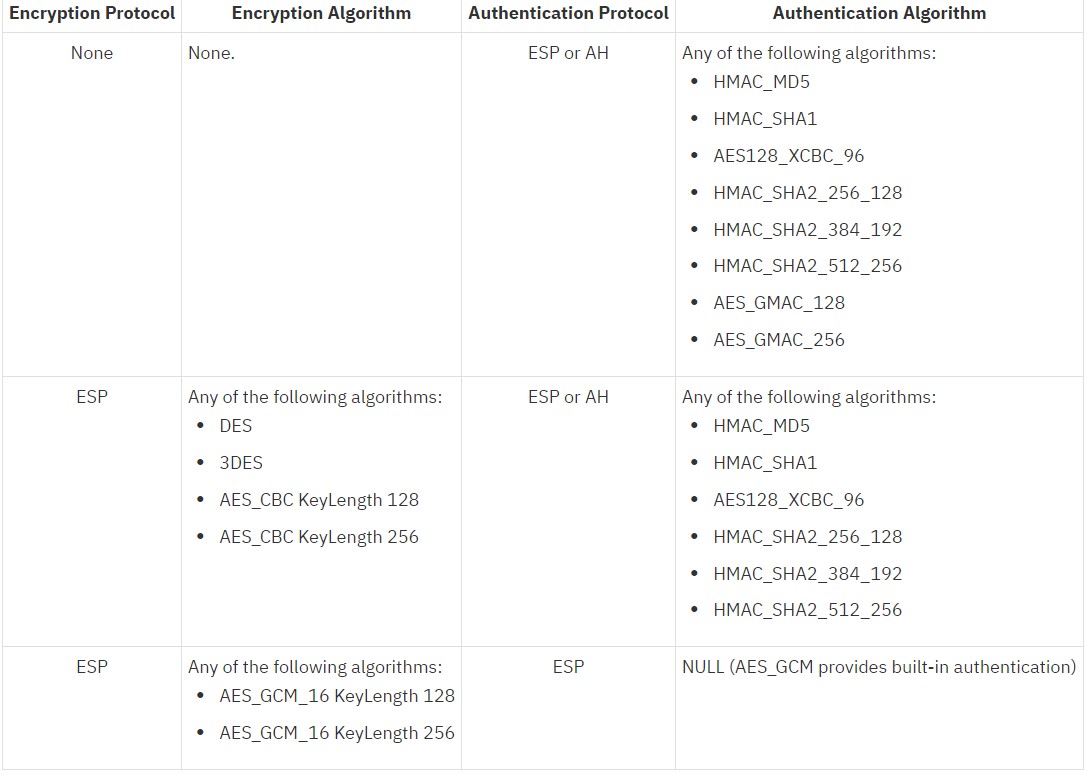 Encryption Protocol Encryption Algorithm Authentication Protocol Authentication Algorithm
None None. ESP or AH Any of the following algorithms:
• HMAC_MD5
• HMAC_SHA1
• AES128_XCBC_96
• HMAC_SHA2_256_128
• HMAC_SHA2_384_192
• HMAC_SHA2_512_256
• AES_GMAC_128
• AES_GMAC_256
ESP Any of the following algorithms: ESP or AH Any of the following algorithms:
• DES • HMAC_MD5
• 3DES • HMAC_SHA1
• AES_CBC KeyLength 128 • AES128_XCBC_96
• AES_CBC KeyLength 256 • HMAC_SHA2_256_128
• HMAC_SHA2_384_192
• HMAC_SHA2_512_256
ESP Any of the following algorithms: ESP NULL (AES_GCM provides built-in authentication)
• AES_GCM_16 KeyLength 128
• AES_GCM_16 KeyLength 256